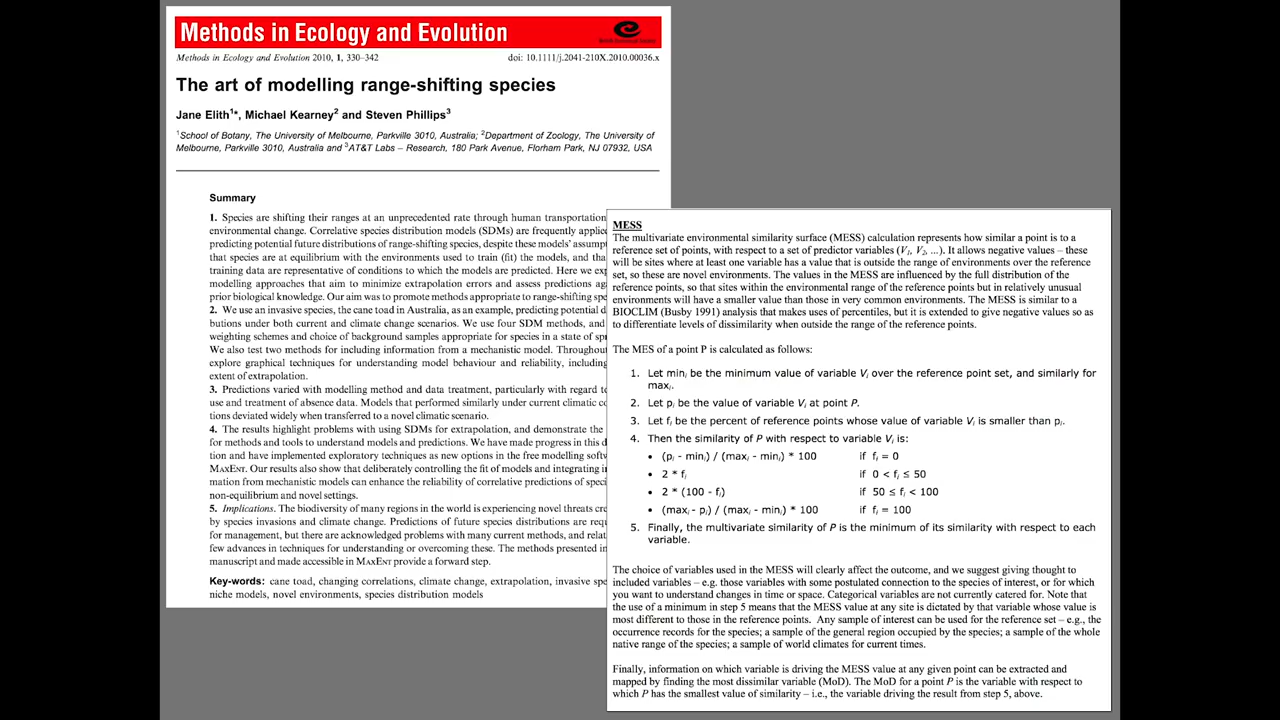 Methods in Ecology and Evolution
Methods in Ecology and Evolution 2010, 1, 330–342
doi: 10.1111/j.2041-210X.2010.00036.x
The art of modelling range-shifting species
Jane Elith1*, Michael Kearney2 and Steven Phillips3
1School of Botany, The University of Melbourne, Parkville 3010, Australia; 2Department of Zoology, The University of
Melbourne, Parkville 3010, Australia and 3AT&T Labs – Research, 180 Park Avenue, Florham Park, NJ 07932, USA
Summary
1. Species are shifting their ranges at an unprecedented rate through human transportation
environmental change. Correlative species distribution models (SDMs) are frequently applie
predicting potential future distributions of range-shifting species, despite these models' assumpt
that species are at equilibrium with the environments used to train (fit) the models, and tha
training data are representative of conditions to which the models are predicted. Here we exp
modelling approaches that aim to minimize extrapolation errors and assess predictions ag
prior biological knowledge. Our aim was to promote methods appropriate to range-shifting spe
2. We use an invasive species, the cane toad in Australia, as an example, predicting potential d
butions under both current and climate change scenarios. We use four SDM methods, and
weighting schemes and choice of background samples appropriate for species in a state of spr
We also test two methods for including information from a mechanistic model. Throughou
explore graphical techniques for understanding model behaviour and reliability, including
extent of extrapolation.
3. Predictions varied with modelling method and data treatment, particularly with regard to
use and treatment of absence data. Models that performed similarly under current climatic co
tions deviated widely when transferred to a novel climatic scenario.
4. The results highlight problems with using SDMs for extrapolation, and demonstrate the
for methods and tools to understand models and predictions. We have made progress in this d
tion and have implemented exploratory techniques as new options in the free modelling softw
MAXENT. Our results also show that deliberately controlling the fit of models and integrating i
mation from mechanistic models can enhance the reliability of correlative predictions of speci
non-equilibrium and novel settings.
5. Implications. The biodiversity of many regions in the world is experiencing novel threats cre
by species invasions and climate change. Predictions of future species distributions are requ
for management, but there are acknowledged problems with many current methods, and relat
few advances in techniques for understanding or overcoming these. The methods presented in
manuscript and made accessible in MAXENT provide a forward step.
Key-words: cane toad, changing correlations, climate change, extrapolation, invasive spe
niche models, novel environments, species distribution models
MESS
The multivariate environmental similarity surface (MESS) calculation represents how similar a point is to a
reference set of points, with respect to a set of predictor variables (V1, V2, ...). It allows negative values – these
will be sites where at least one variable has a value that is outside the range of environments over the reference
set, so these are novel environments. The values in the MESS are influenced by the full distribution of the
reference points, so that sites within the environmental range of the reference points but in relatively unusual
environments will have a smaller value than those in very common environments. The MESS is similar to a
BIOCLIM (Busby 1991) analysis that makes uses of percentiles, but it is extended to give negative values so as
to differentiate levels of dissimilarity when outside the range of the reference points.
The MES of a point P is calculated as follows:
1. Let mini be the minimum value of variable Vi over the reference point set, and similarly for
maxi.
2. Let pi be the value of variable Vi at point P.
3. Let fi be the percent of reference points whose value of variable Vi is smaller than pi.
4. Then the similarity of P with respect to variable Vi is:
• (pi - mini) / (maxi - mini) * 100 if fi = 0
• 2 * fi if 0 < fi ≤ 50
• 2 * (100 - fi) if 50 ≤ fi < 100
• (maxi - pi) / (maxi - mini) * 100 if fi = 100
5. Finally, the multivariate similarity of P is the minimum of its similarity with respect to each
variable.
The choice of variables used in the MESS will clearly affect the outcome, and we suggest giving thought to
included variables – e.g. those variables with some postulated connection to the species of interest, or for which
you want to understand changes in time or space. Categorical variables are not currently catered for. Note that
the use of a minimum in step 5 means that the MESS value at any site is dictated by that variable whose value is
most different to those in the reference points. Any sample of interest can be used for the reference set – e.g., the
occurrence records for the species; a sample of the general region occupied by the species; a sample of the whole
native range of the species; a sample of world climates for current times.
Finally, information on which variable is driving the MESS value at any given point can be extracted and
mapped by finding the most dissimilar variable (MoD). The MoD for a point P is the variable with respect to
which P has the smallest value of similarity – i.e., the variable driving the result from step 5, above.